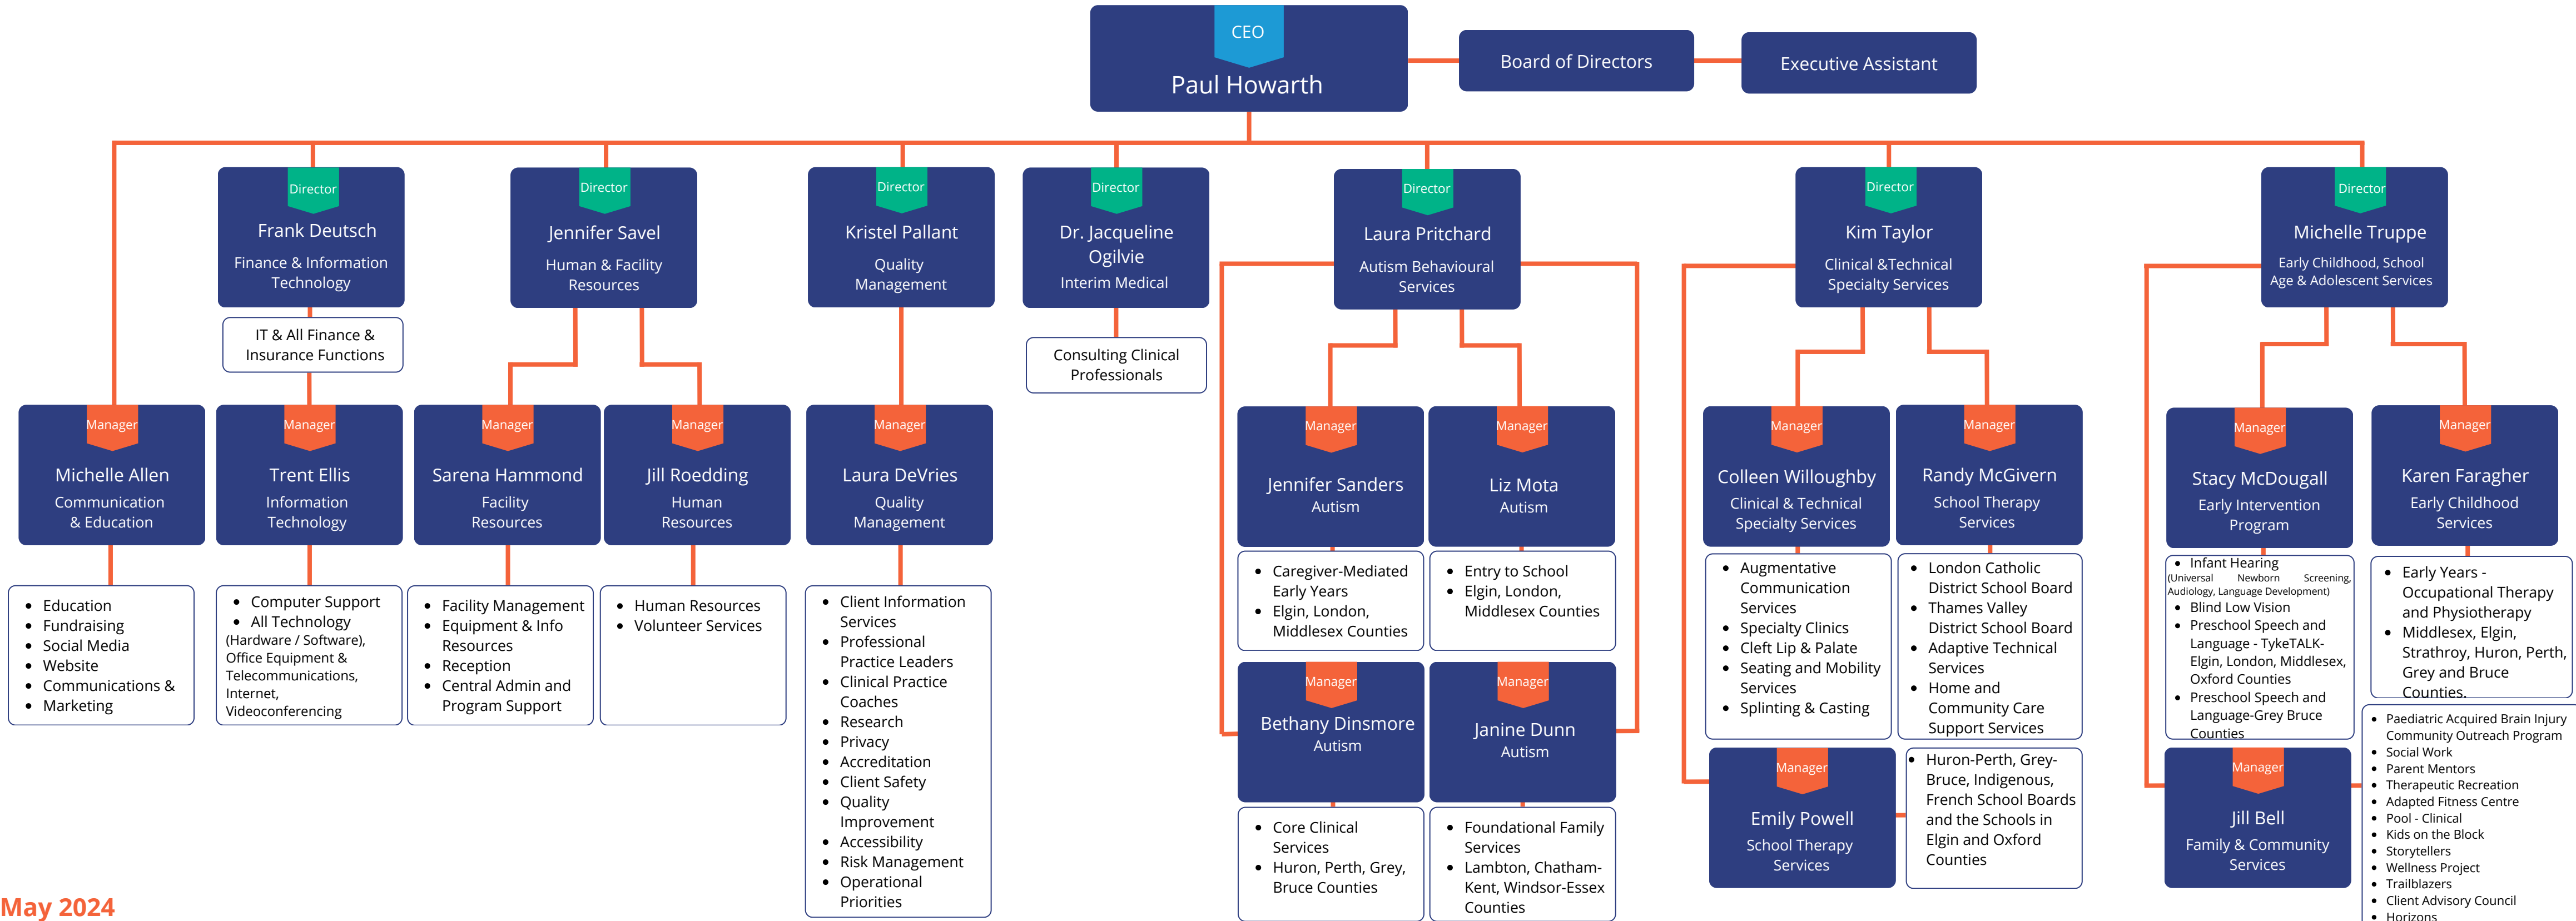 CEO
Paul Howarth
Board of Directors
Executive Assistant
Director
Frank Deutsch
Finance & Information
Technology
IT & All Finance &
Insurance Functions
Director
Jennifer Savel
Human & Facility
Resources
Director
Kristel Pallant
Quality
Management
Director
Dr. Jacqueline
Ogilvie
Interim Medical
Consulting Clinical
Professionals
Director
Laura Pritchard
Autism Behavioural
Services
Director
Kim Taylor
Clinical &Technical
Specialty Services
Director
Michelle Truppe
Early Childhood, School
Age & Adolescent Services
Manager
Michelle Allen
Communication
& Education
• Education
• Fundraising
• Social Media
• Website
• Communications &
• Marketing
Manager
Trent Ellis
Information
Technology
• Computer Support
• All Technology
(Hardware / Software),
Office Equipment &
Telecommunications,
Internet,
Videoconferencing
Manager
Sarena Hammond
Facility
Resources
• Facility Management
• Equipment & Info
Resources
• Reception
• Central Admin and
Program Support
Manager
Jill Roedding
Human
Resources
• Human Resources
• Volunteer Services
Manager
Laura DeVries
Quality
Management
• Client Information
Services
• Professional
Practice Leaders
• Clinical Practice
Coaches
• Research
• Privacy
• Accreditation
• Client Safety
• Quality
Improvement
• Accessibility
• Risk Management
• Operational
Priorities
Manager
Jennifer Sanders
Autism
• Caregiver-Mediated
Early Years
• Elgin, London,
Middlesex Counties
Manager
Liz Mota
Autism
• Entry to School
• Elgin, London,
Middlesex Counties
Manager
Bethany Dinsmore
Autism
• Core Clinical
Services
• Huron, Perth, Grey,
Bruce Counties
Manager
Janine Dunn
Autism
• Foundational Family
Services
• Lambton, Chatham-
Kent, Windsor-Essex
Counties
Manager
Colleen Willoughby
Clinical & Technical
Specialty Services
• Augmentative
Communication
Services
• Specialty Clinics
• Cleft Lip & Palate
• Seating and Mobility
Services
• Splinting & Casting
Manager
Randy McGivern
School Therapy
Services
• London Catholic
District School Board
• Thames Valley
District School Board
• Adaptive Technical
Services
• Home and
Community Care
Support Services
Manager
Emily Powell
School Therapy
Services
• Huron-Perth, Grey-
Bruce, Indigenous,
French School Boards
and the Schools in
Elgin and Oxford
Counties
Manager
Stacy McDougall
Early Intervention
Program
• Infant Hearing
(Universal Newborn Screening,
Audiology, Language Development)
• Blind Low Vision
• Preschool Speech and
Language - TykeTALK-
Elgin, London, Middlesex,
Oxford Counties
• Preschool Speech and
Language-Grey Bruce
Counties
Manager
Karen Faragher
Early Childhood
Services
• Early Years -
Occupational Therapy
and Physiotherapy
• Middlesex, Elgin,
Strathroy, Huron, Perth,
Grey and Bruce
Counties.
Manager
Jill Bell
Family & Community
Services
• Paediatric Acquired Brain Injury
Community Outreach Program
• Social Work
• Parent Mentors
• Therapeutic Recreation
• Adapted Fitness Centre
• Pool - Clinical
• Kids on the Block
• Storytellers
• Wellness Project
• Trailblazers
• Client Advisory Council
• Horizons
May 2024